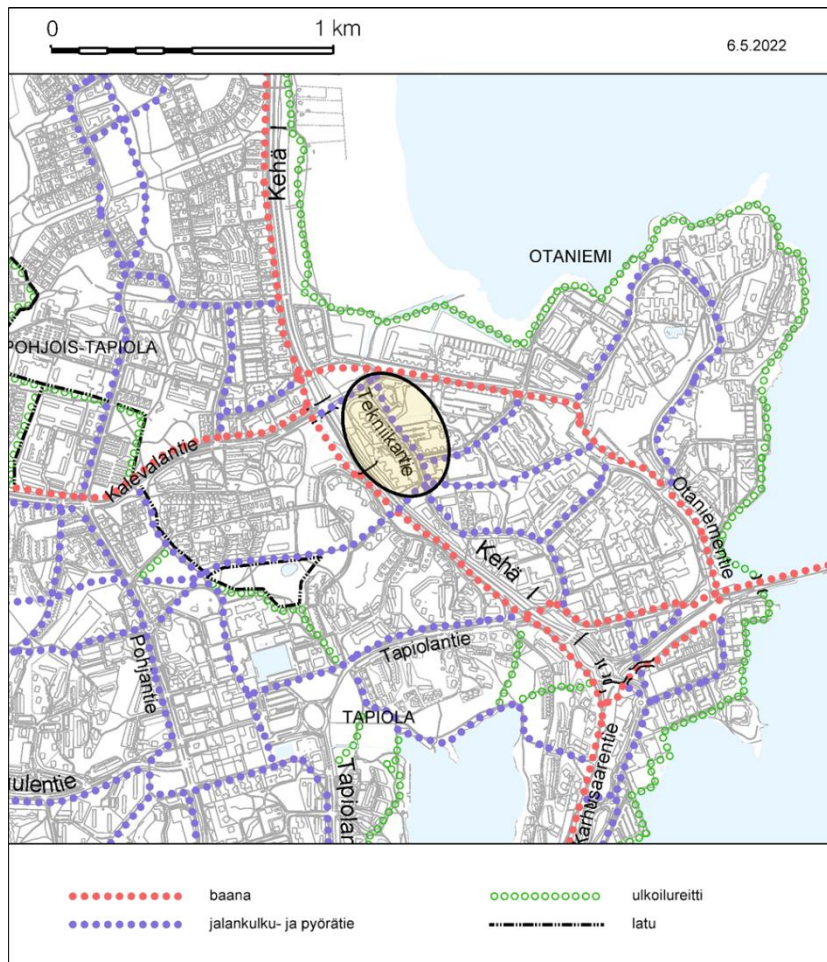 0 1 km
6.5.2022
Kehä I
OTANIEMI
POHJOIS-TAPIOLA
Tekniikantie
Kalevalantie
Otaniementie
Kehä I
Pohjantie
Tapiolantie
TAPIOLA
ulentie
Tapiolan
Karhusaarentie
baana
ulkoilureitti
jalankulku- ja pyörätie
latu